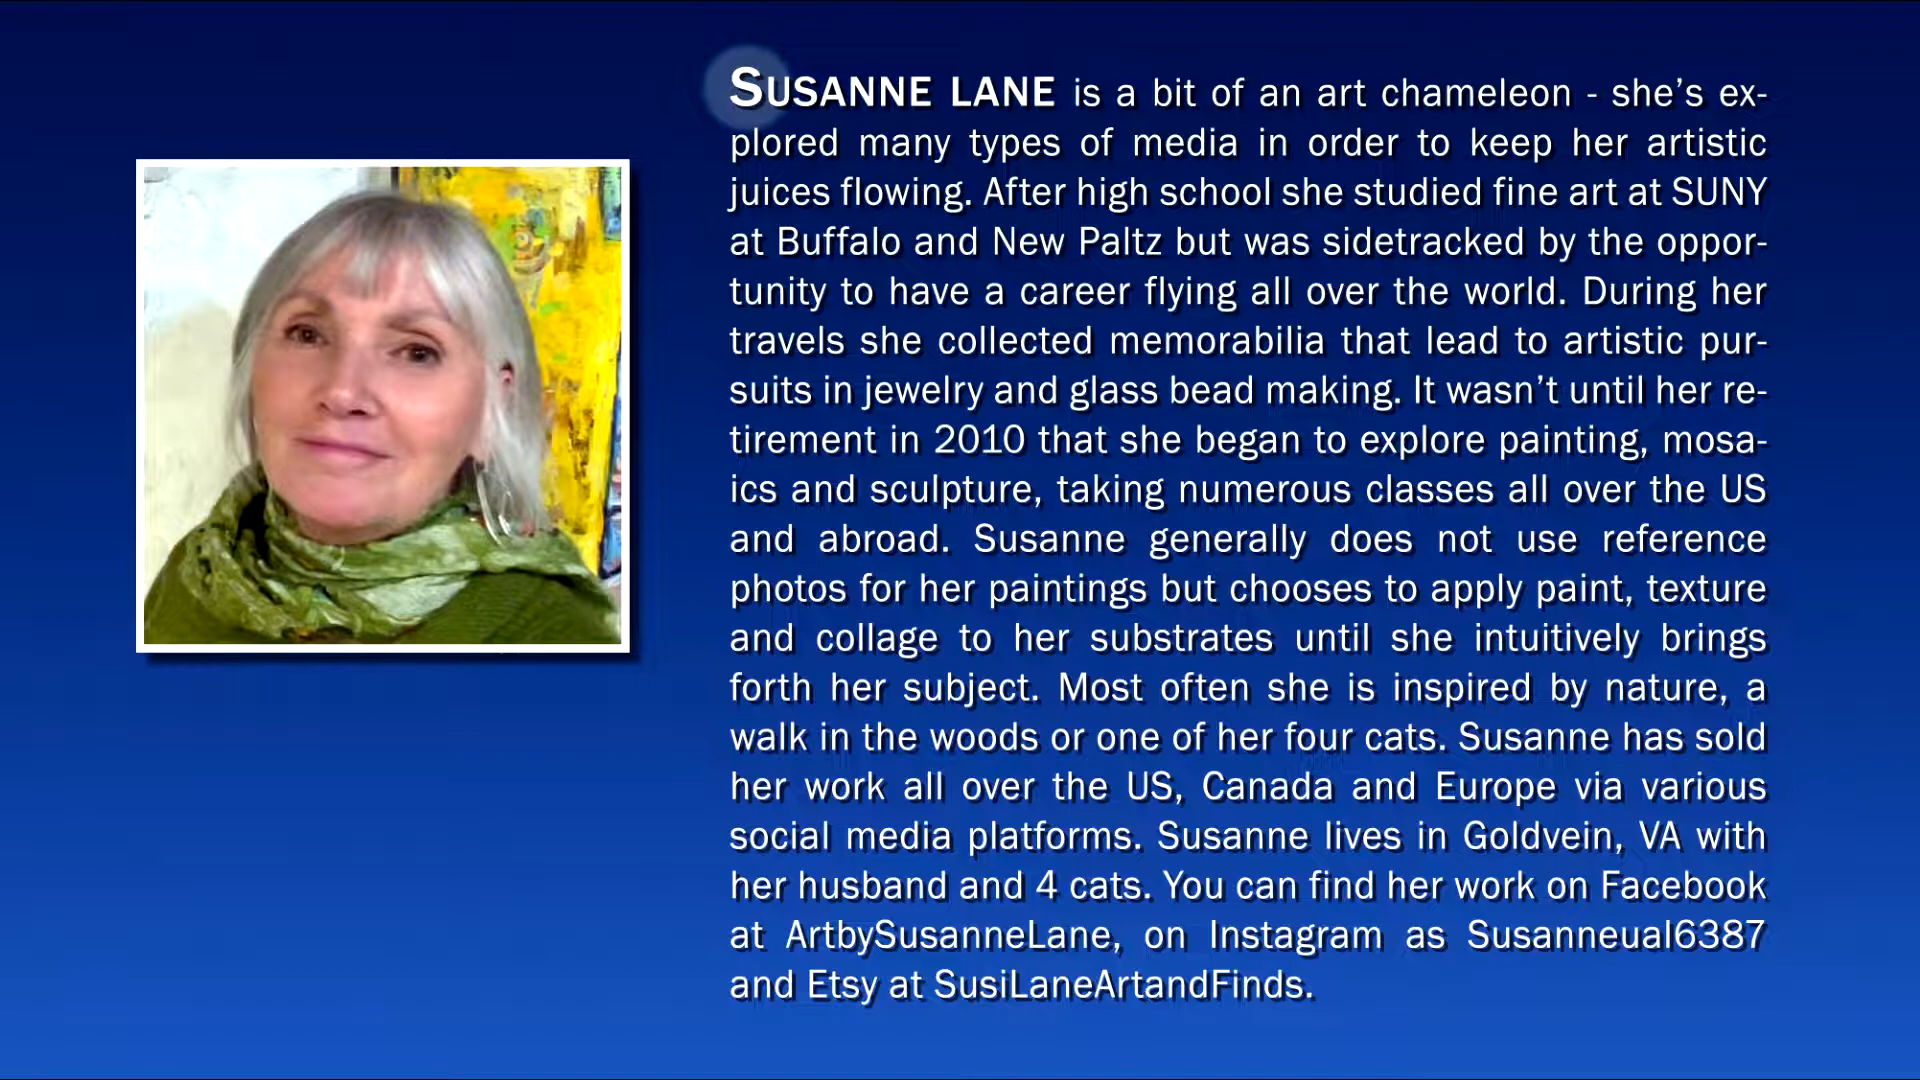 SUSANNE LANE is a bit of an art chameleon - she's ex-
plored many types of media in order to keep her artistic
juices flowing. After high school she studied fine art at SUNY
at Buffalo and New Paltz but was sidetracked by the oppor-
tunity to have a career flying all over the world. During her
travels she collected memorabilia that lead to artistic pur-
suits in jewelry and glass bead making. It wasn't until her re-
tirement in 2010 that she began to explore painting, mosa-
ics and sculpture, taking numerous classes all over the US
and abroad. Susanne generally does not use reference
photos for her paintings but chooses to apply paint, texture
and collage to her substrates until she intuitively brings
forth her subject. Most often she is inspired by nature, a
walk in the woods or one of her four cats. Susanne has sold
her work all over the US, Canada and Europe via various
social media platforms. Susanne lives in Goldvein, VA with
her husband and 4 cats. You can find her work on Facebook
at ArtbySusanneLane, on Instagram as Susanneual6387
and Etsy at SusiLaneArtandFinds.